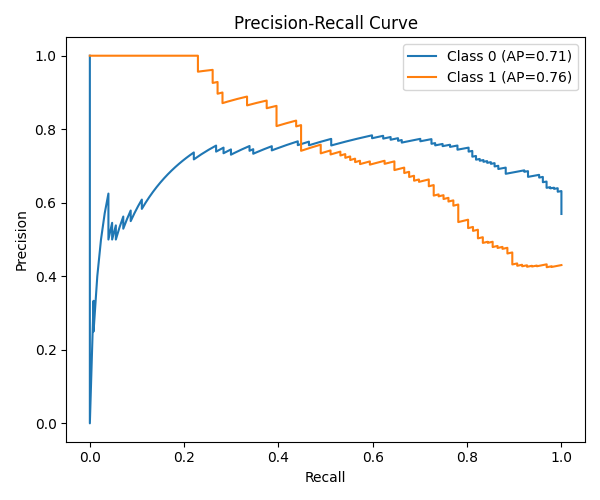 Precision-Recall Curve
Class 0 (AP=0.71)
Class 1 (AP=0.76)
Precision
1.0
0.8
0.6
0.4
0.2
0.0
0.0 0.2 0.4 0.6 0.8 1.0
Recall